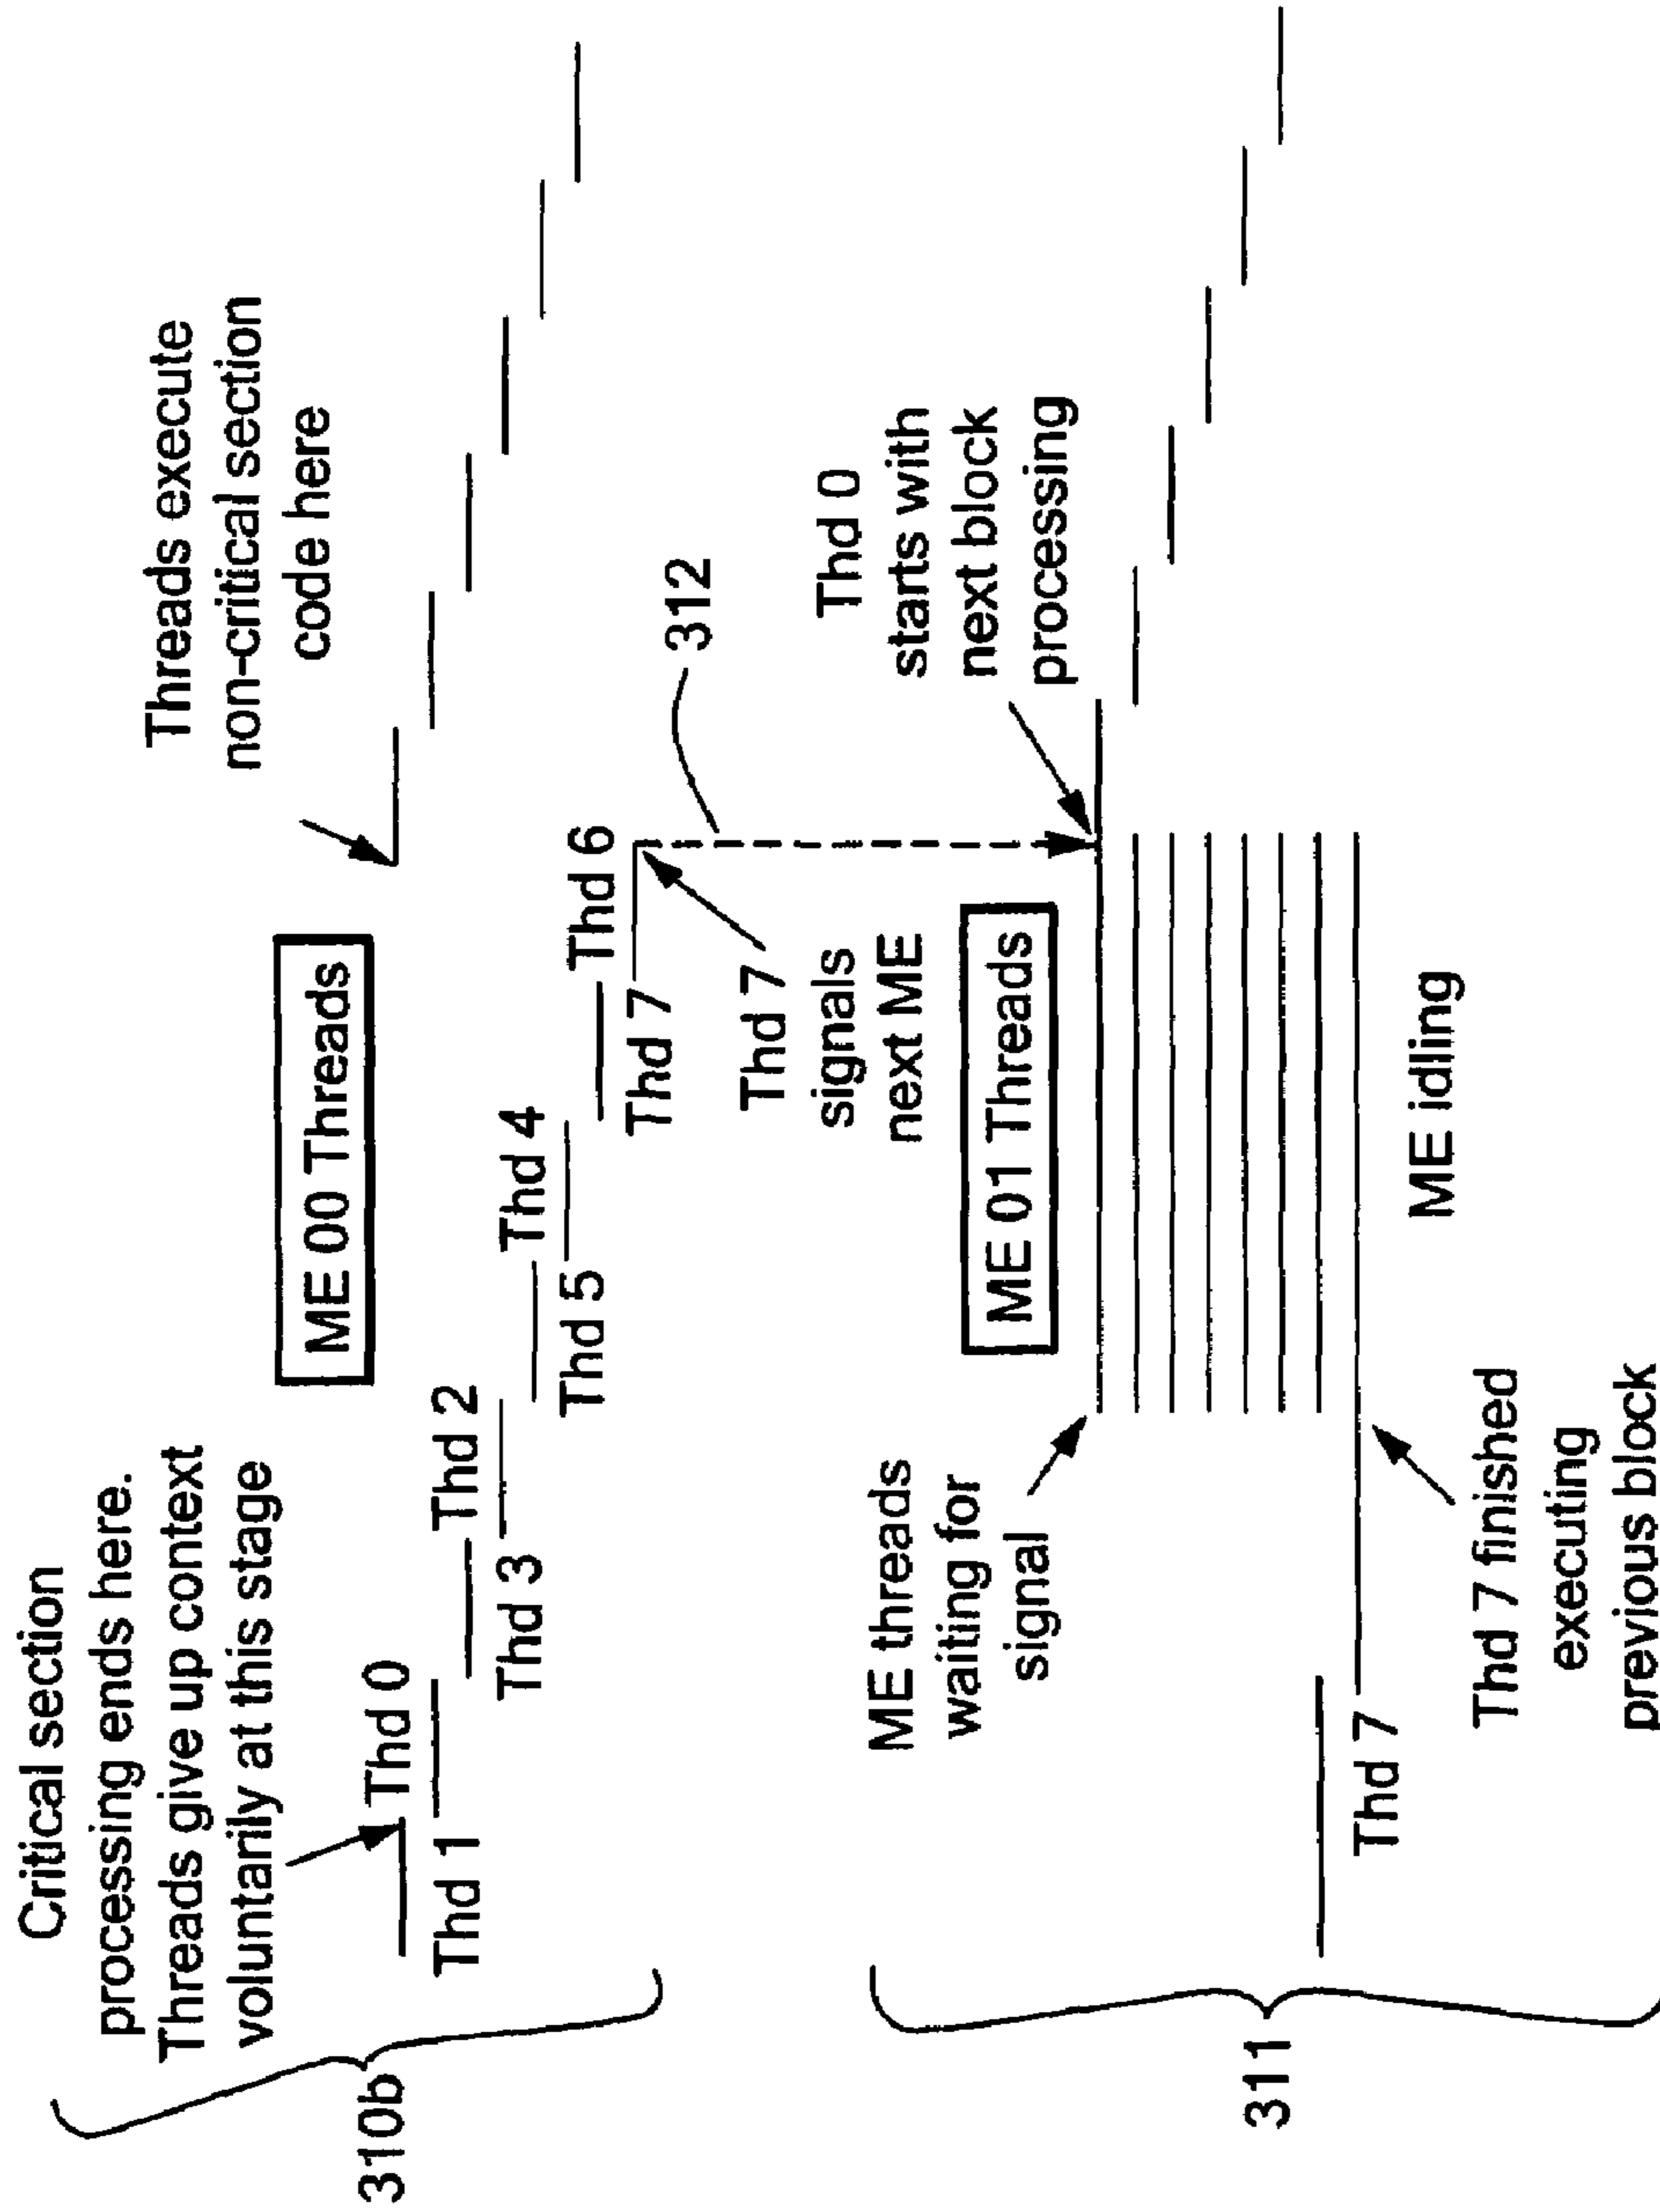 Critical section
processing ends here.
Threads give up context
voluntarily at this stage
Threads execute
non-critical section
code here
ME 00 Threads
310b
Thd 0
Thd 1
Thd 2
Thd 3
Thd 4
Thd 5
Thd 6
Thd 7
312
Thd 7
signals
next ME
Thd 0
starts with
next block
processing
ME threads
waiting for
signal
ME 01 Threads
311
Thd 7
ME idling
Thd 7 finished
executing
previous block